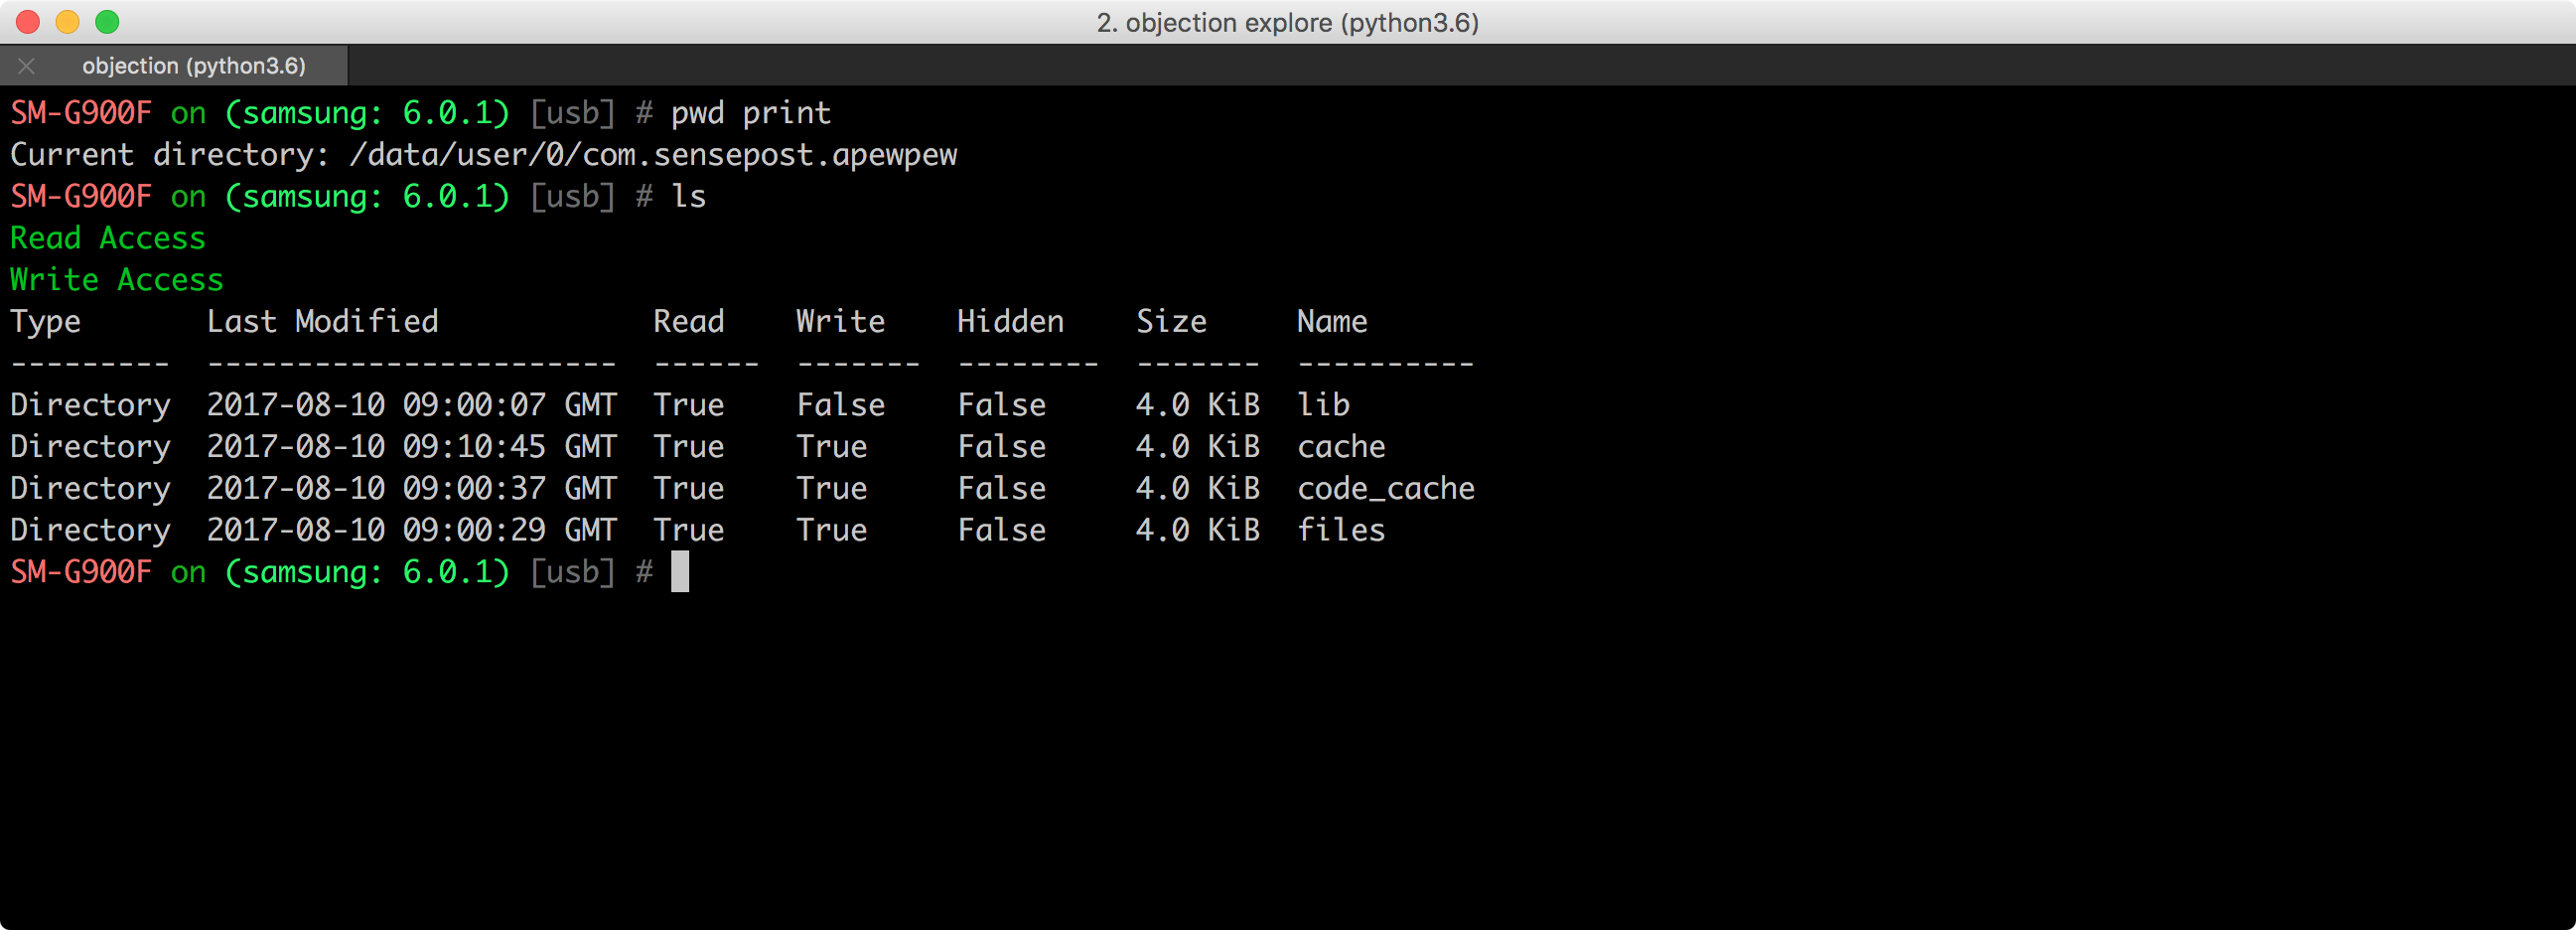 2. objection explore (python3.6)
objection (python3.6)
SM-G900F on (samsung: 6.0.1) [usb] # pwd print
Current directory: /data/user/0/com.sensepost.apewpew
SM-G900F on (samsung: 6.0.1) [usb] # ls
Read Access
Write Access
Type       Last Modified            Read    Write    Hidden    Size     Name
---------  -----------------------  ------  -------  --------  -------  ----------
Directory  2017-08-10 09:00:07 GMT  True    False    False     4.0 KiB  lib
Directory  2017-08-10 09:10:45 GMT  True    True     False     4.0 KiB  cache
Directory  2017-08-10 09:00:37 GMT  True    True     False     4.0 KiB  code_cache
Directory  2017-08-10 09:00:29 GMT  True    True     False     4.0 KiB  files
SM-G900F on (samsung: 6.0.1) [usb] #